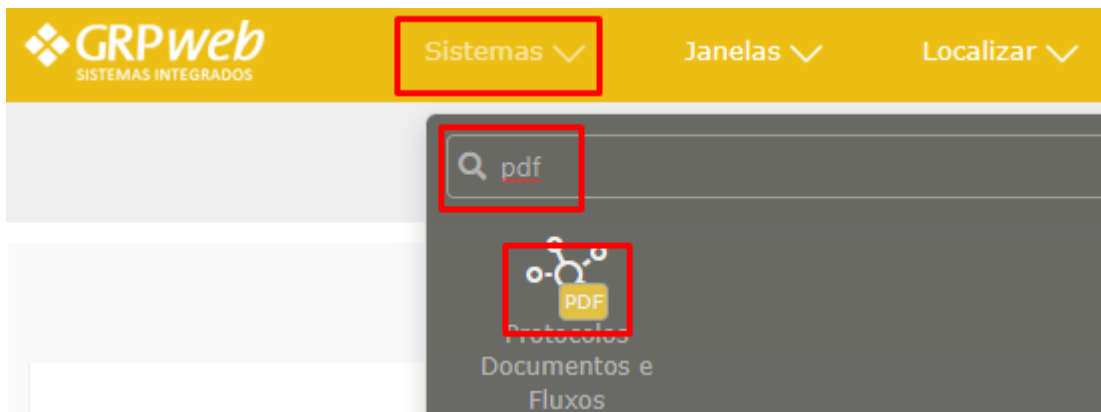 GRPweb
SISTEMAS INTEGRADOS
Sistemas
Janelas
Localizar
pdf
PDF
Protocolos
Documentos e
Fluxos